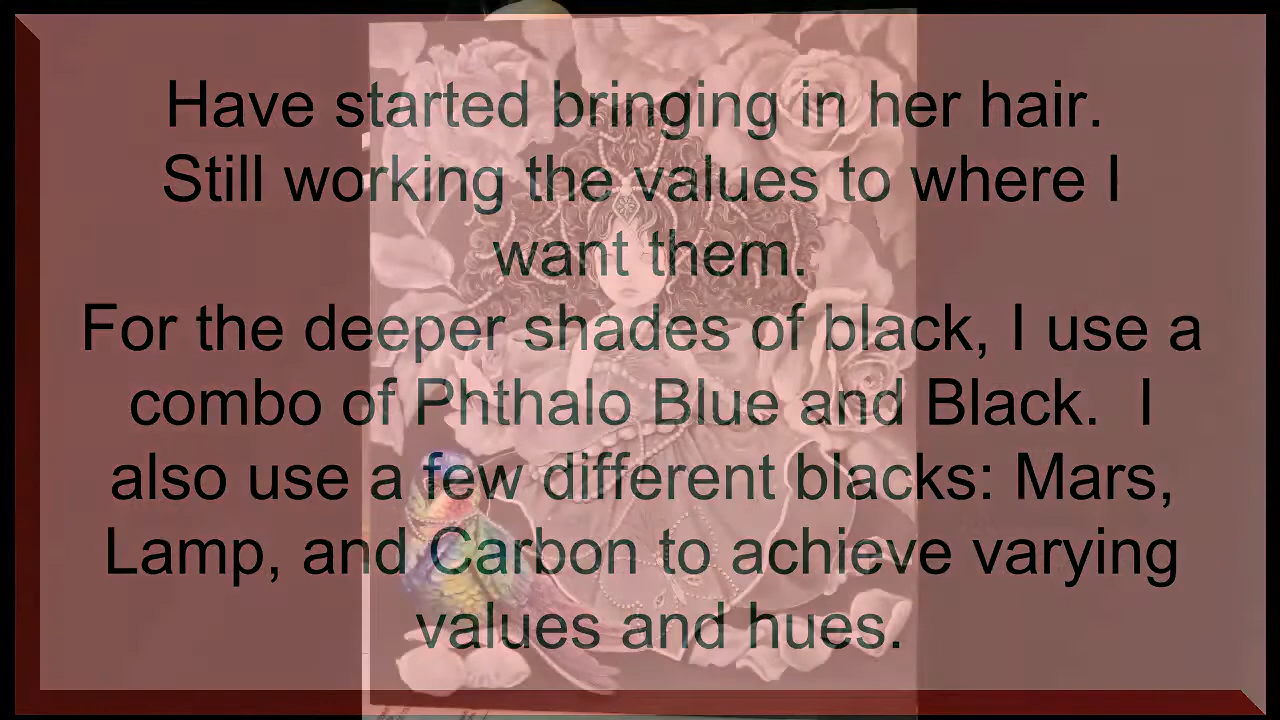 Have started bringing in her hair.
Still working the values to where I
want them.
For the deeper shades of black, I use a
combo of Phthalo Blue and Black.  I
also use a few different blacks: Mars,
Lamp, and Carbon to achieve varying
values and hues.